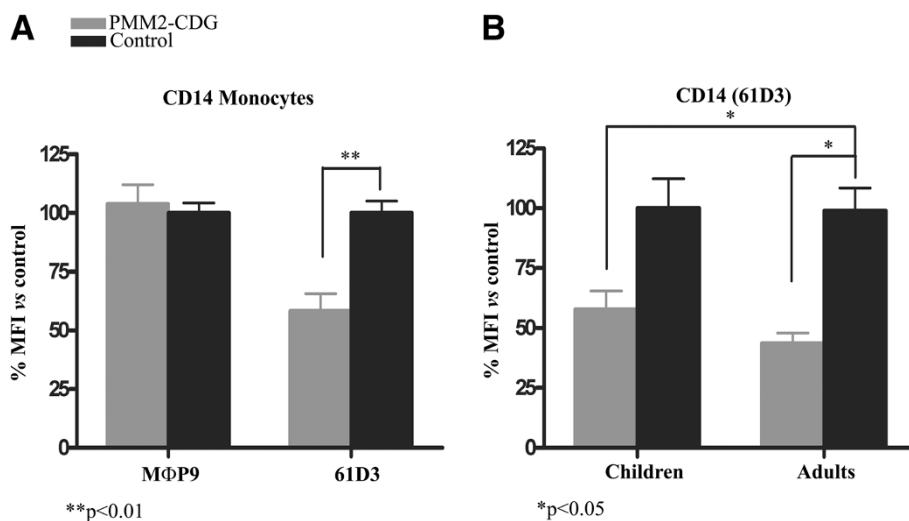 A
PMM2-CDG
Control
CD14 Monocytes
% MFI vs control
125
100
75
50
25
0
**
MΦP9
61D3
**p<0.01
B
CD14 (61D3)
% MFI vs control
125
100
75
50
25
0
*
*
Children
Adults
*p<0.05